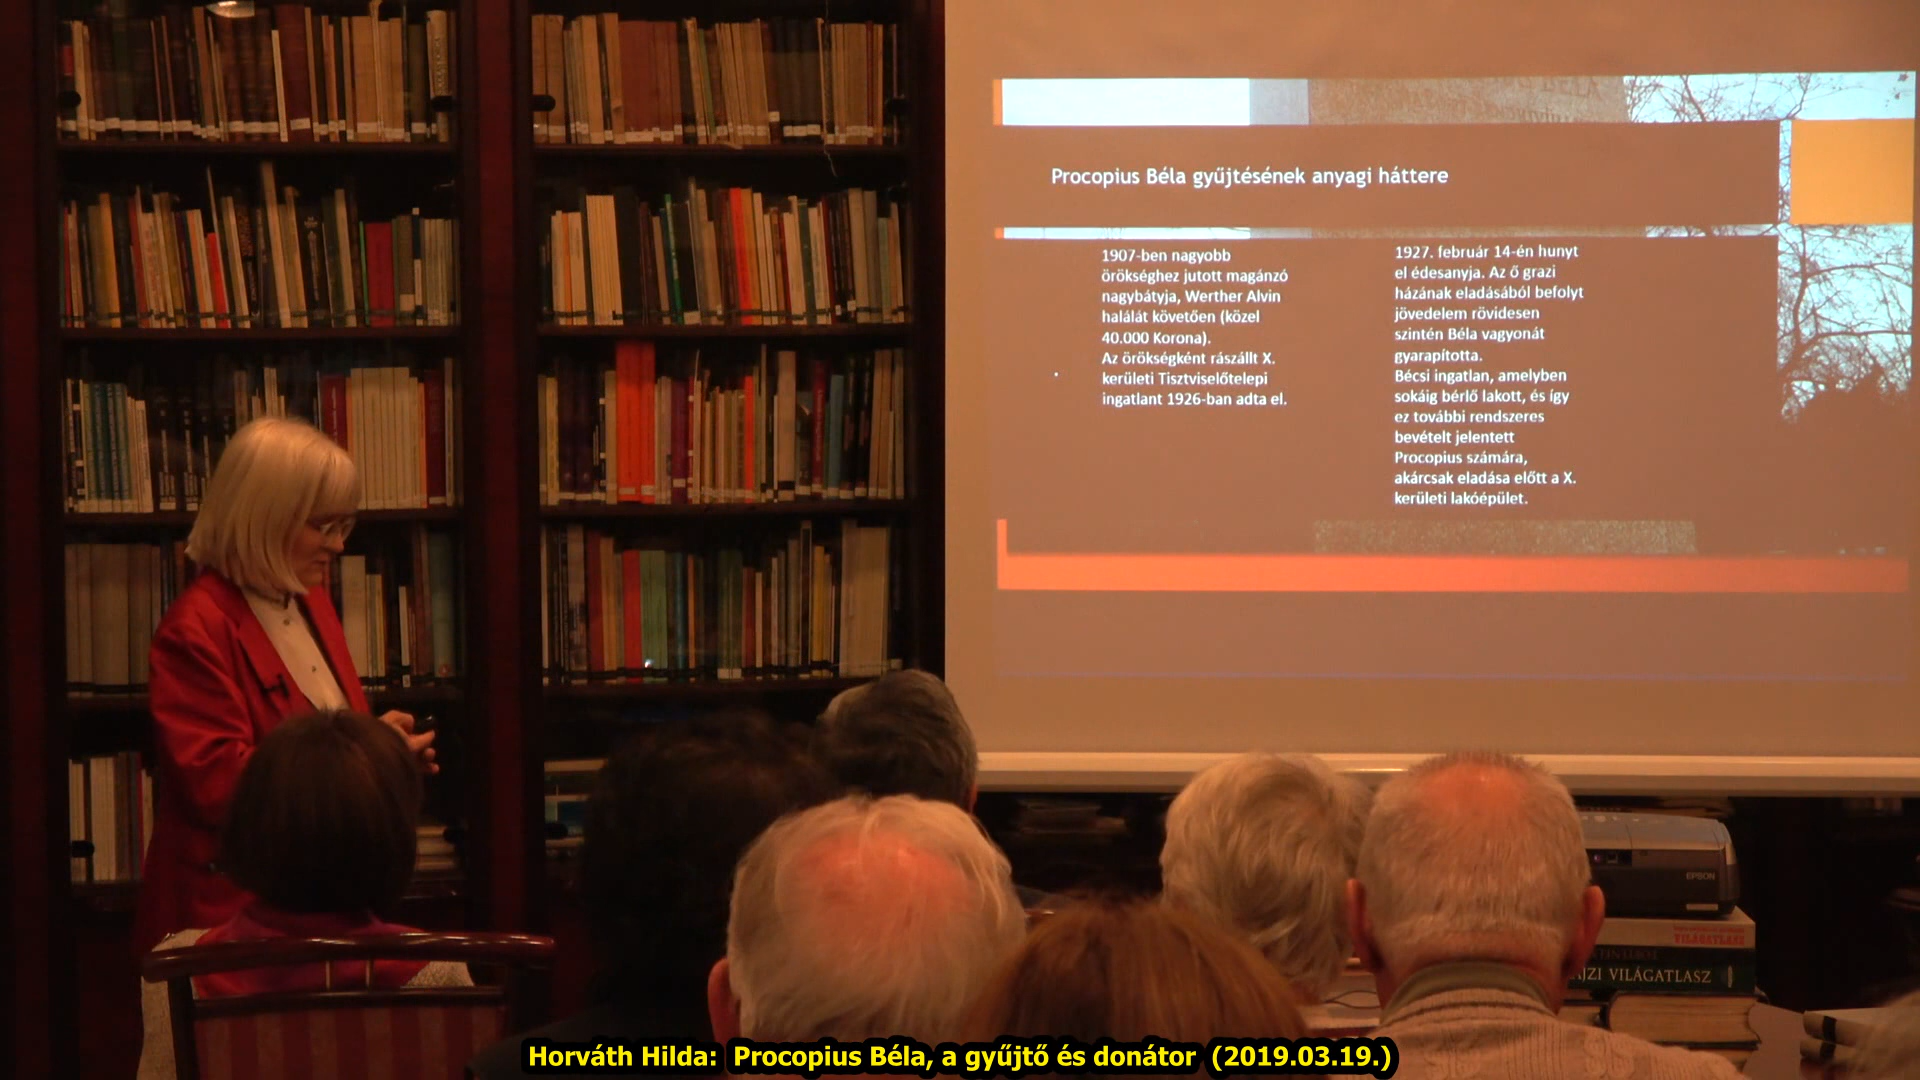 Procopius Béla gyűjtésének anyagi háttere
1907-ben nagyobb
örökséghez jutott magánzó
nagybátyja, Werther Alvin
halálát követően (közel
40.000 Korona).
Az örökségként rászállt X.
kerületi Tisztviselőtelepi
ingatlant 1926-ban adta el.
1927. február 14-én hunyt
el édesanyja. Az ő grazi
házának eladásából befolyt
jövedelem rövidesen
szintén Béla vagyonát
gyarapította.
Bécsi ingatlan, amelyben
sokáig bérlő lakott, és így
ez további rendszeres
bevételt jelentett
Procopius számára,
akárcsak eladása előtt a X.
kerületi lakóépület.
EPSON
VILÁGATLASZ
VILÁGATLASZ
Horváth Hilda: Procopius Béla, a gyűjtő és donátor (2019.03.19.)